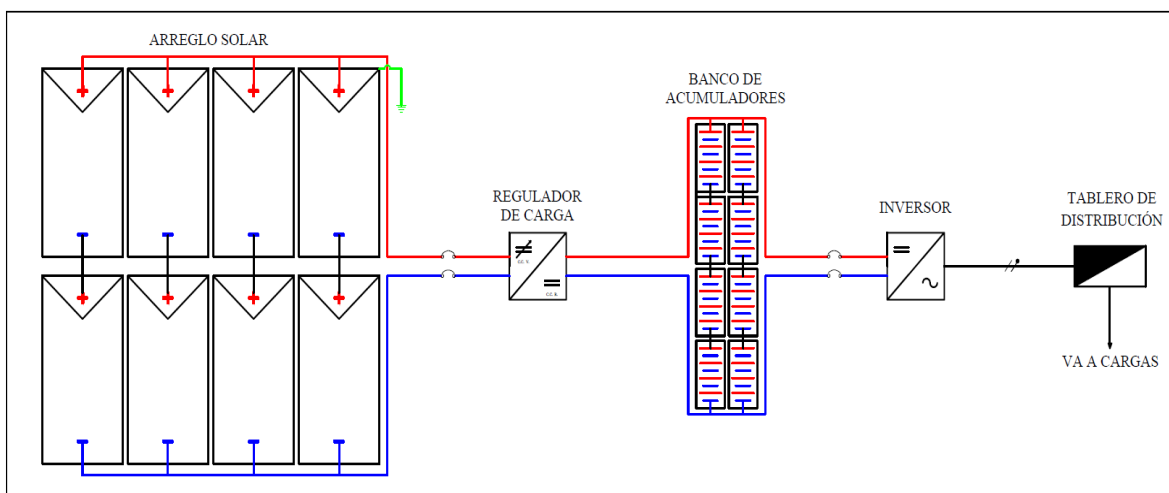 ARREGLO SOLAR
BANCO DE
ACUMULADORES
REGULADOR
DE CARGA
INVERSOR
TABLERO DE
DISTRIBUCIÓN
VA A CARGAS